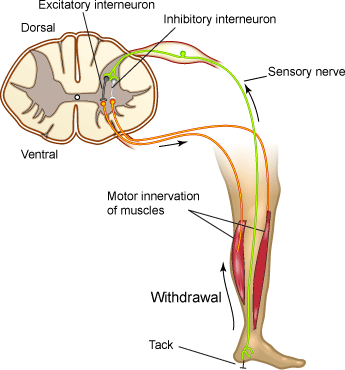 Excitatory interneuron
Inhibitory interneuron
Dorsal
Sensory nerve
Ventral
Motor innervation
of muscles
Withdrawal
Tack